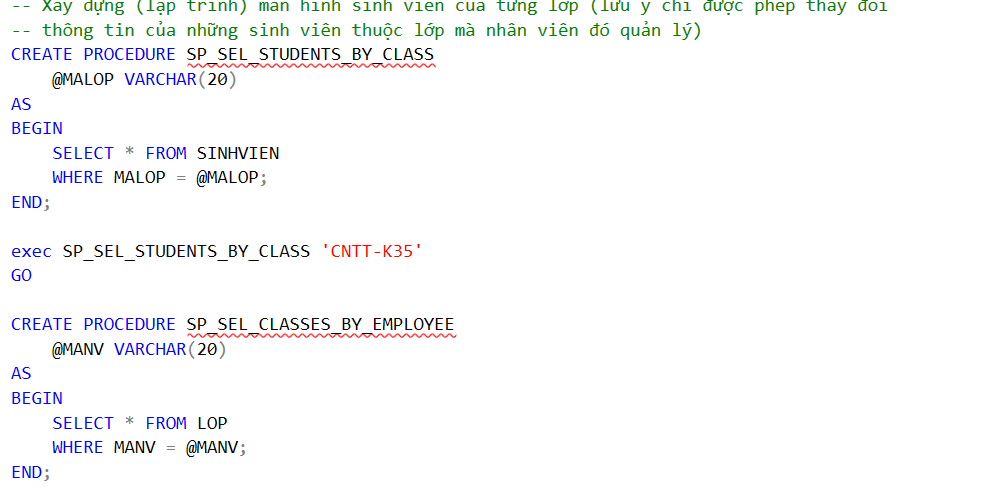 -- Xây dựng (lập trình) màn hình sinh viên của từng lớp (lưu ý chỉ được phép thay đổi
-- thông tin của những sinh viên thuộc lớp mà nhân viên đó quản lý)
CREATE PROCEDURE SP_SEL_STUDENTS_BY_CLASS
    @MALOP VARCHAR(20)
AS
BEGIN
    SELECT * FROM SINHVIEN
    WHERE MALOP = @MALOP;
END;
exec SP_SEL_STUDENTS_BY_CLASS 'CNTT-K35'
GO
CREATE PROCEDURE SP_SEL_CLASSES_BY_EMPLOYEE
    @MANV VARCHAR(20)
AS
BEGIN
    SELECT * FROM LOP
    WHERE MANV = @MANV;
END;